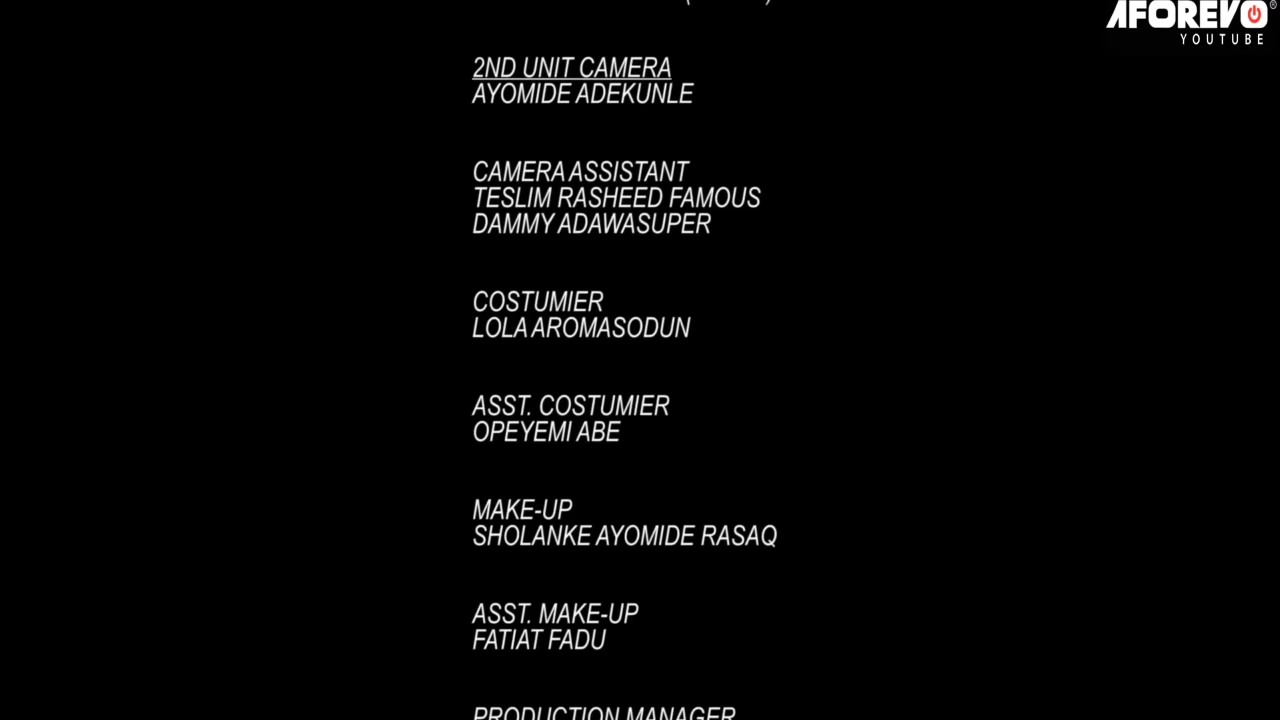 AFOREVO®
YOUTUBE
2ND UNIT CAMERA
AYOMIDE ADEKUNLE
CAMERA ASSISTANT
TESLIM RASHEED FAMOUS
DAMMY ADAWASUPER
COSTUMIER
LOLA AROMASODUN
ASST. COSTUMIER
OPEYEMI ABE
MAKE-UP
SHOLANKE AYOMIDE RASAQ
ASST. MAKE-UP
FATIAT FADU
PRODUCTION MANAGER